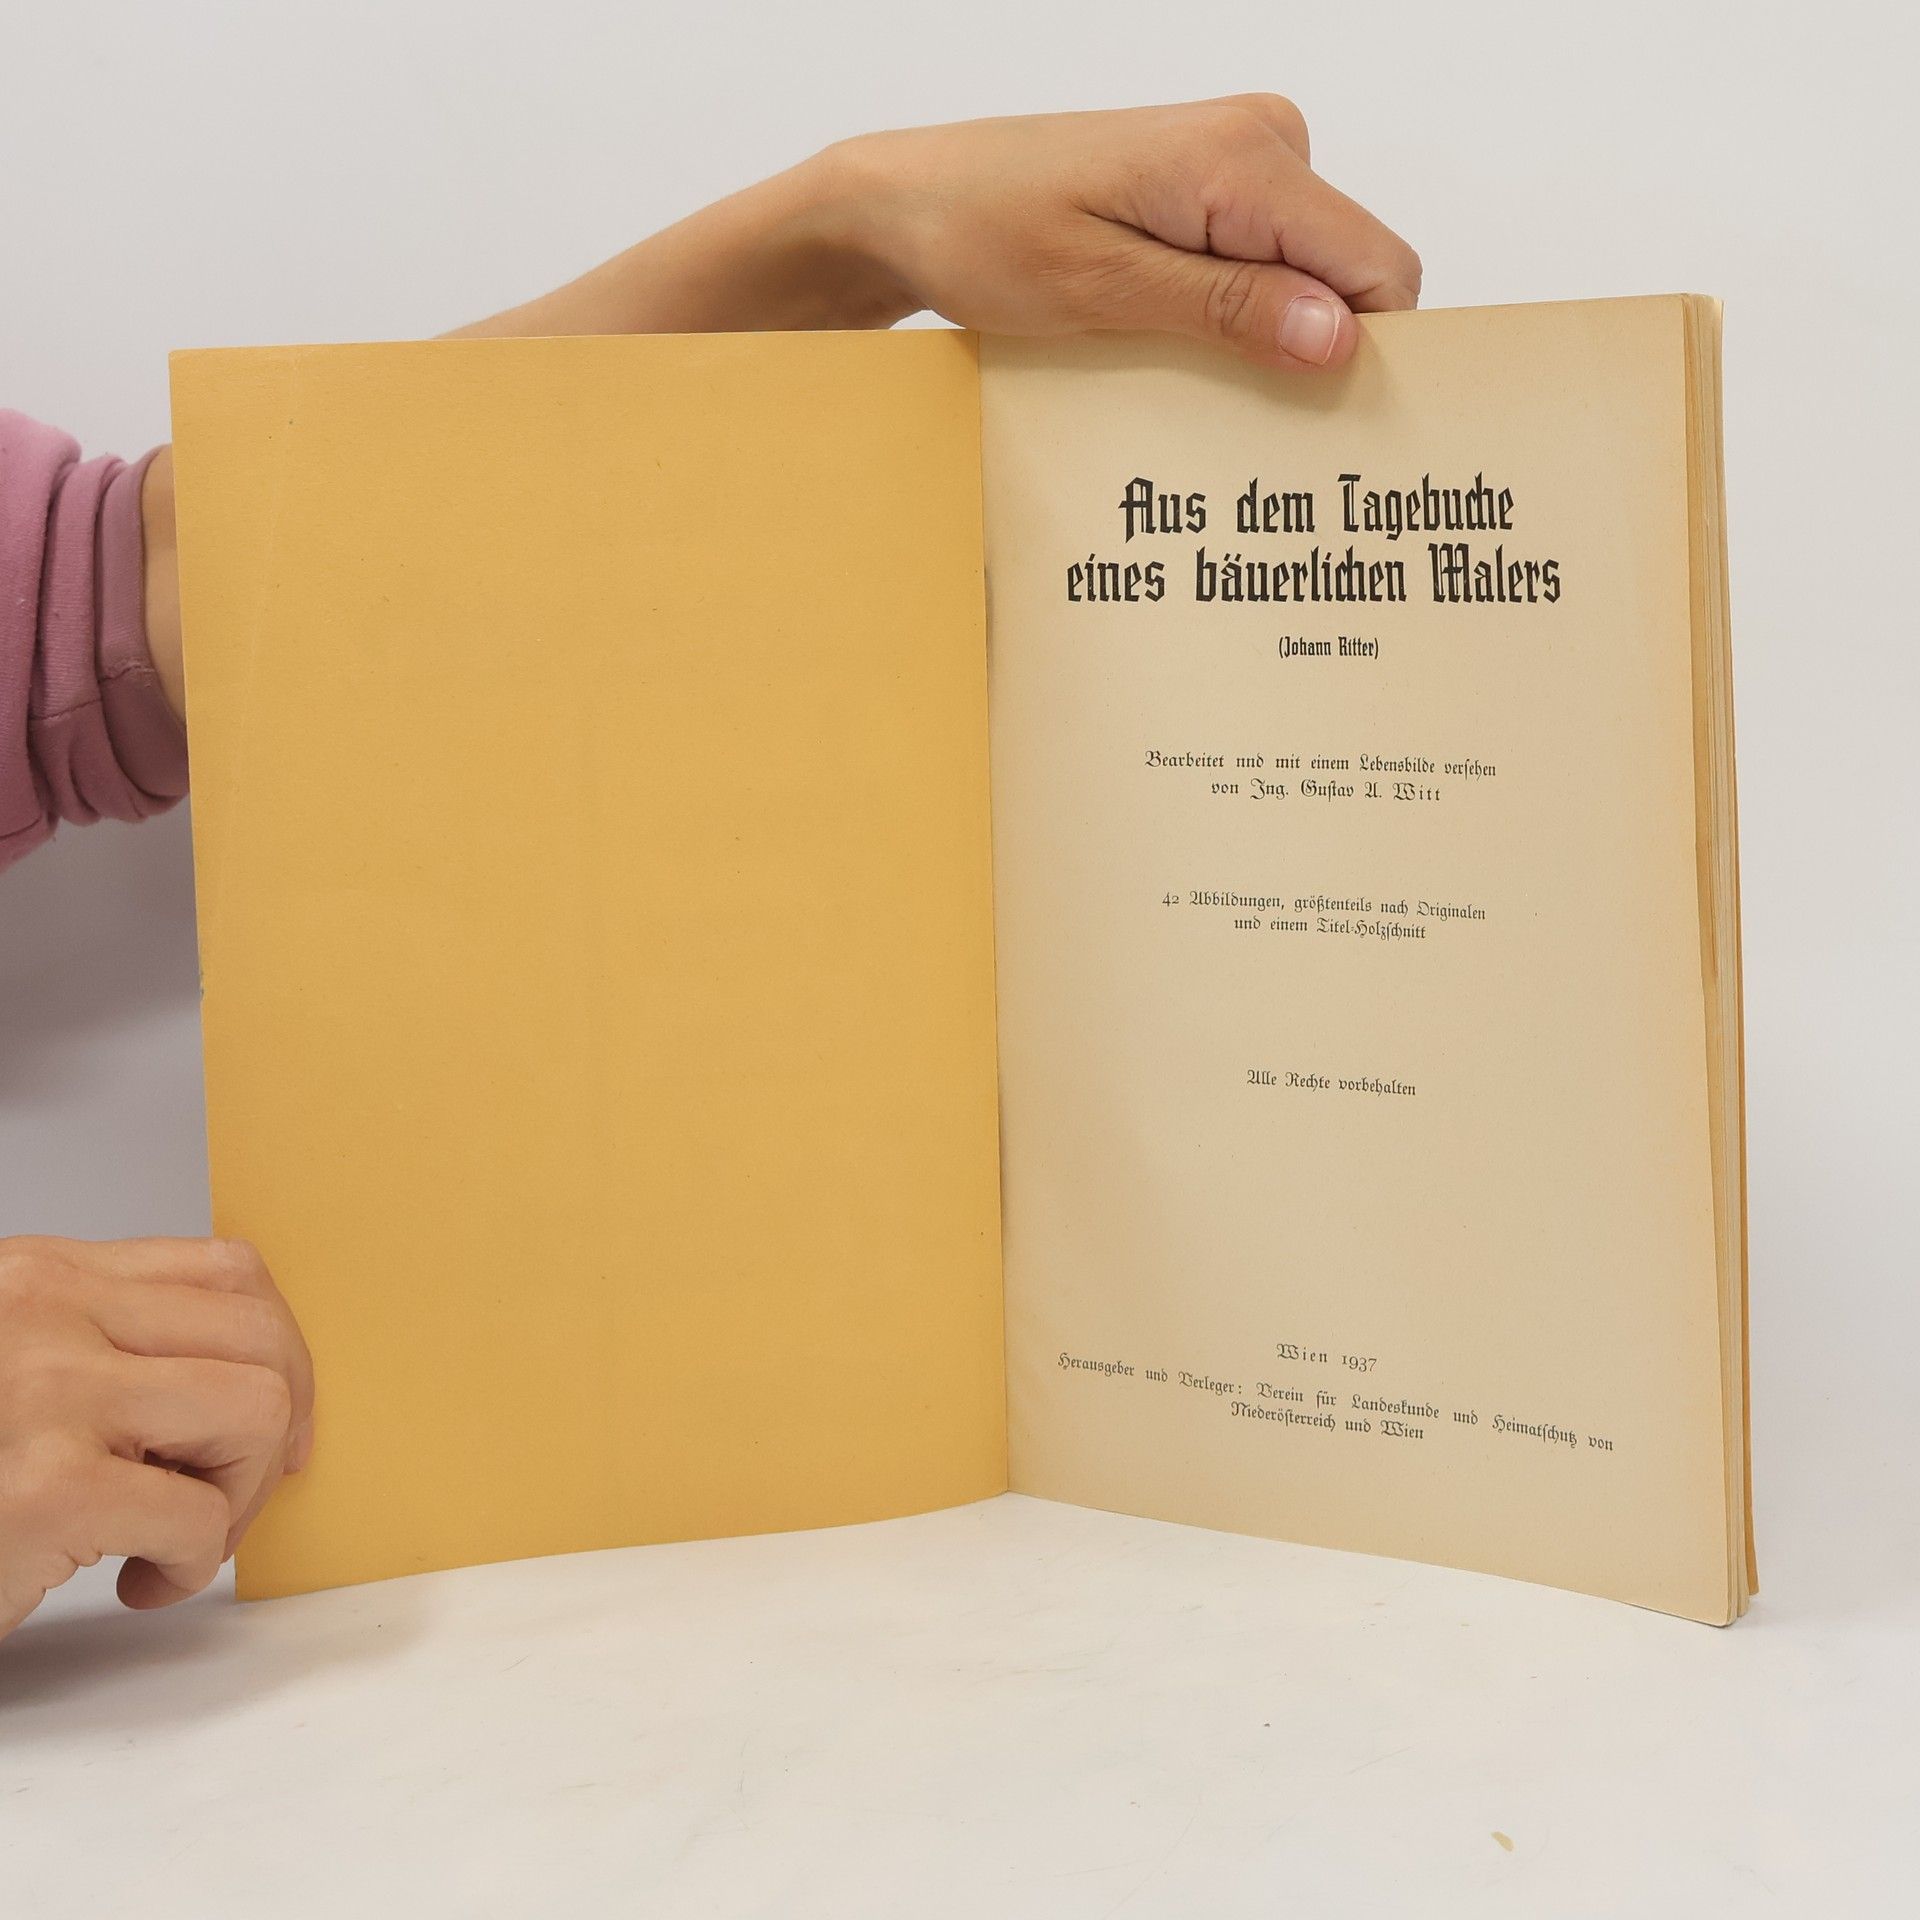 Aus dem Tagebuche
eines bäuerlichen Malers
(Johann Ritter)
Bearbeitet nnd mit einem Lebensbilde versehen
von Ing. Gustav A. Witt
42 Abbildungen, größtenteils nach Originalen
und einem Titel-Holzschnitt
Alle Rechte vorbehalten
Wien 1937
Herausgeber und Verleger: Verein für Landeskunde und Heimatschutz von
Niederösterreich und Wien